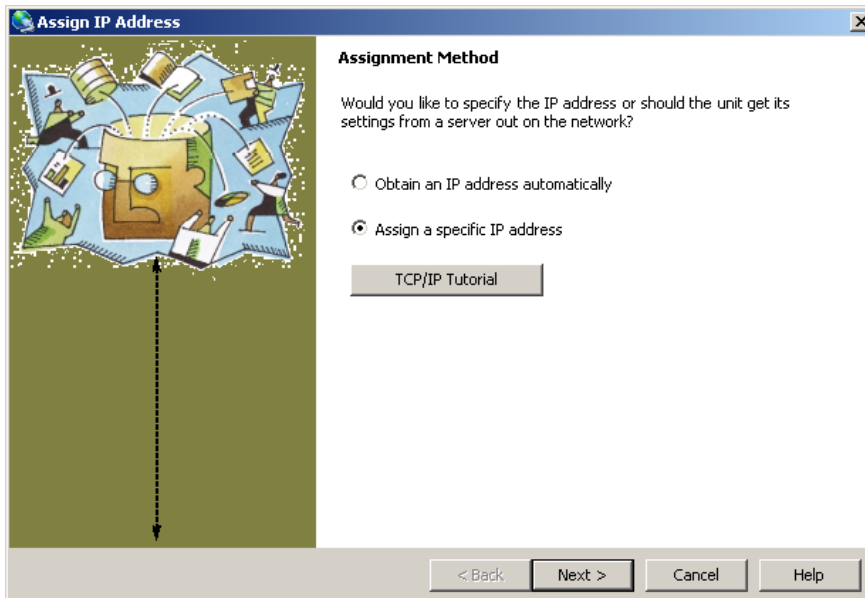 Assign IP Address
Assignment Method
Would you like to specify the IP address or should the unit get its
settings from a server out on the network?
Obtain an IP address automatically
Assign a specific IP address
TCP/IP Tutorial
< Back
Next >
Cancel
Help